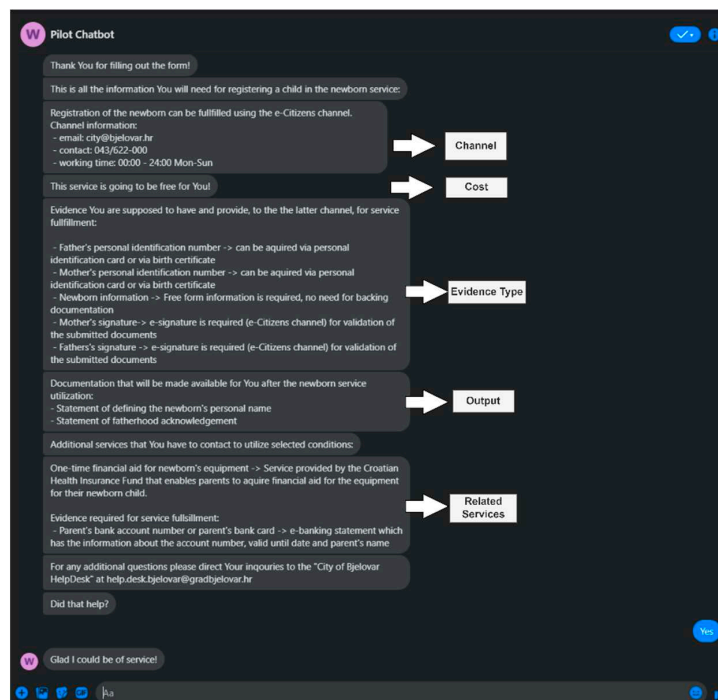 W Pilot Chatbot
Thank You for filling out the form!
This is all the information You will need for registering a child in the newborn service:
Registration of the newborn can be fullfilled using the e-Citizens channel.
Channel information:
- email: city@bjelovar.hr
- contact: 043/622-000
- working time: 00:00 - 24:00 Mon-Sun
Channel
This service is going to be free for You!
Cost
Evidence You are supposed to have and provide, to the the latter channel, for service
fullfillment:
- Father's personal identification number -> can be aquired via personal
identification card or via birth certificate
- Mother's personal identification number -> can be aquired via personal
identification card or via birth certificate
- Newborn information -> Free form information is required, no need for backing
documentation
- Mother's signature-> e-signature is required (e-Citizens channel) for validation of
the submitted documents
- Fathers's signature -> e-signature is required (e-Citizens channel) for validation of
the submitted documents
Evidence Type
Documentation that will be made available for You after the newborn service
utilization:
- Statement of defining the newborn's personal name
- Statement of fatherhood acknowledgement
Output
Additional services that You have to contact to utilize selected conditions:
One-time financial aid for newborn's equipment -> Service provided by the Croatian
Health Insurance Fund that enables parents to aquire financial aid for the equipment
for their newborn child.
Evidence required for service fullsillment:
- Parent's bank account number or parent's bank card -> e-banking statement which
has the information about the account number, valid until date and parent's name
Related
Services
For any additional questions please direct Your inqouries to the "City of Bjelovar
HelpDesk" at help.desk.bjelovar@gradbjelovar.hr
Did that help?
Yes
W Glad I could be of service!
Aa